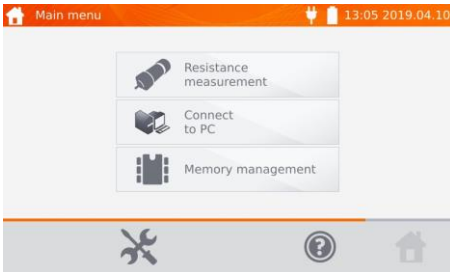 Main menu
13:05 2019.04.10
Resistance
measurement
Connect
to PC
Memory management
?